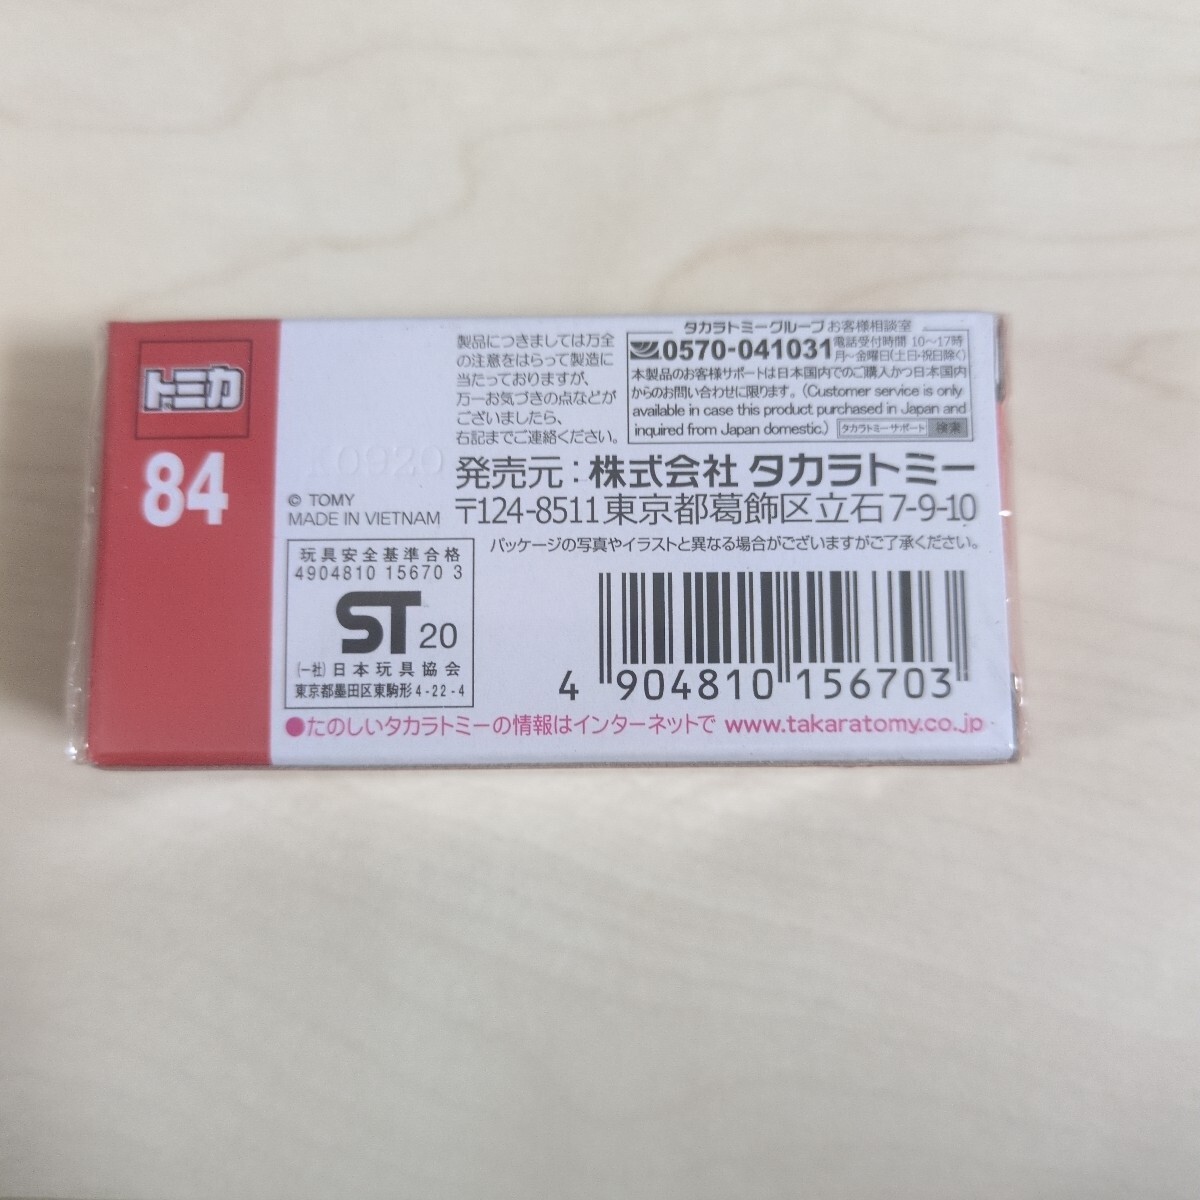 トミカ
84
K0920
© TOMY
MADE IN VIETNAM
製品につきましては万全
の注意をはらって製造に
当たっておりますが、
万一お気づきの点などが
ございましたら、
右記までご連絡ください。
タカラトミーグループ お客様相談室
0570-041031
電話受付時間 10〜17時
月〜金曜日(土日・祝日除く)
本製品のお客様サポートは日本国内でのご購入かつ日本国内
からのお問い合わせに限ります。(Customer service is only
available in case this product purchased in Japan and
inquired from Japan domestic.) タカラトミーサポート 検索
発売元:株式会社 タカラトミー
〒124-8511 東京都葛飾区立石7-9-10
パッケージの写真やイラストと異なる場合がございますがご了承ください。
玩具安全基準合格
4904810 15670 3
ST 20
(一社)日本玩具協会
東京都墨田区東駒形4-22-4
4 904810 156703
●たのしいタカラトミーの情報はインターネットで www.takaratomy.co.jp